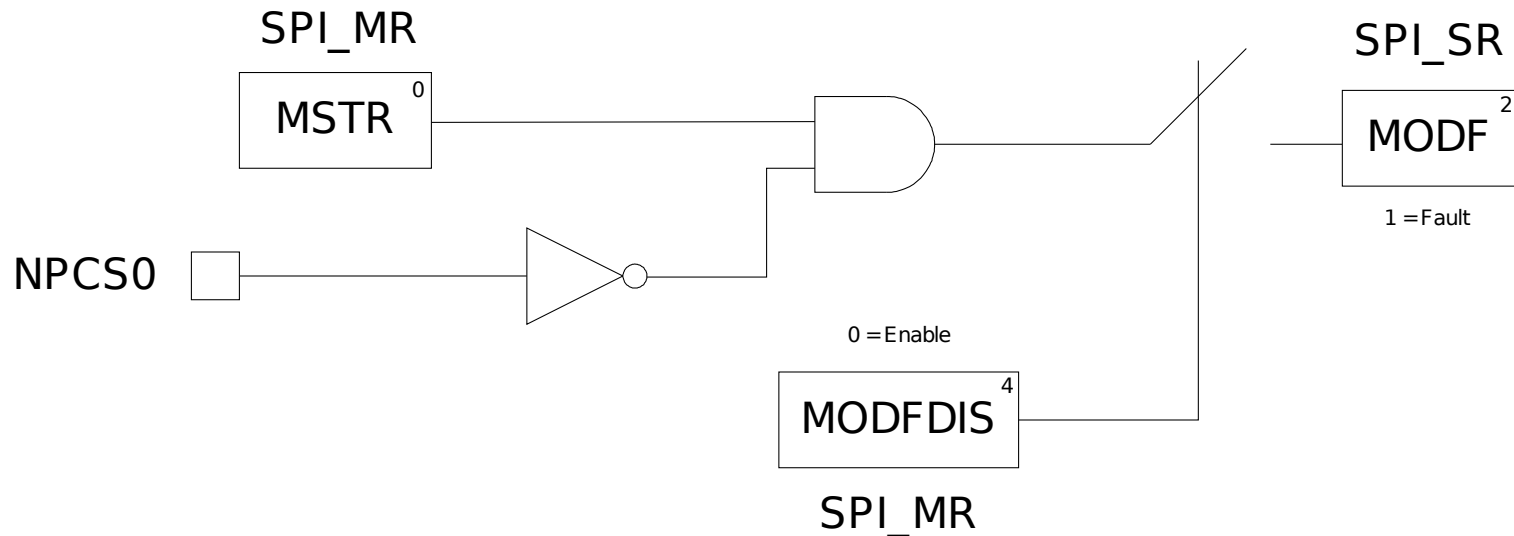 SPI_MR
MSTR 0
SPI_SR
MODF 2
1 = Fault
NPCS0
0 = Enable
MODFDIS 4
SPI_MR